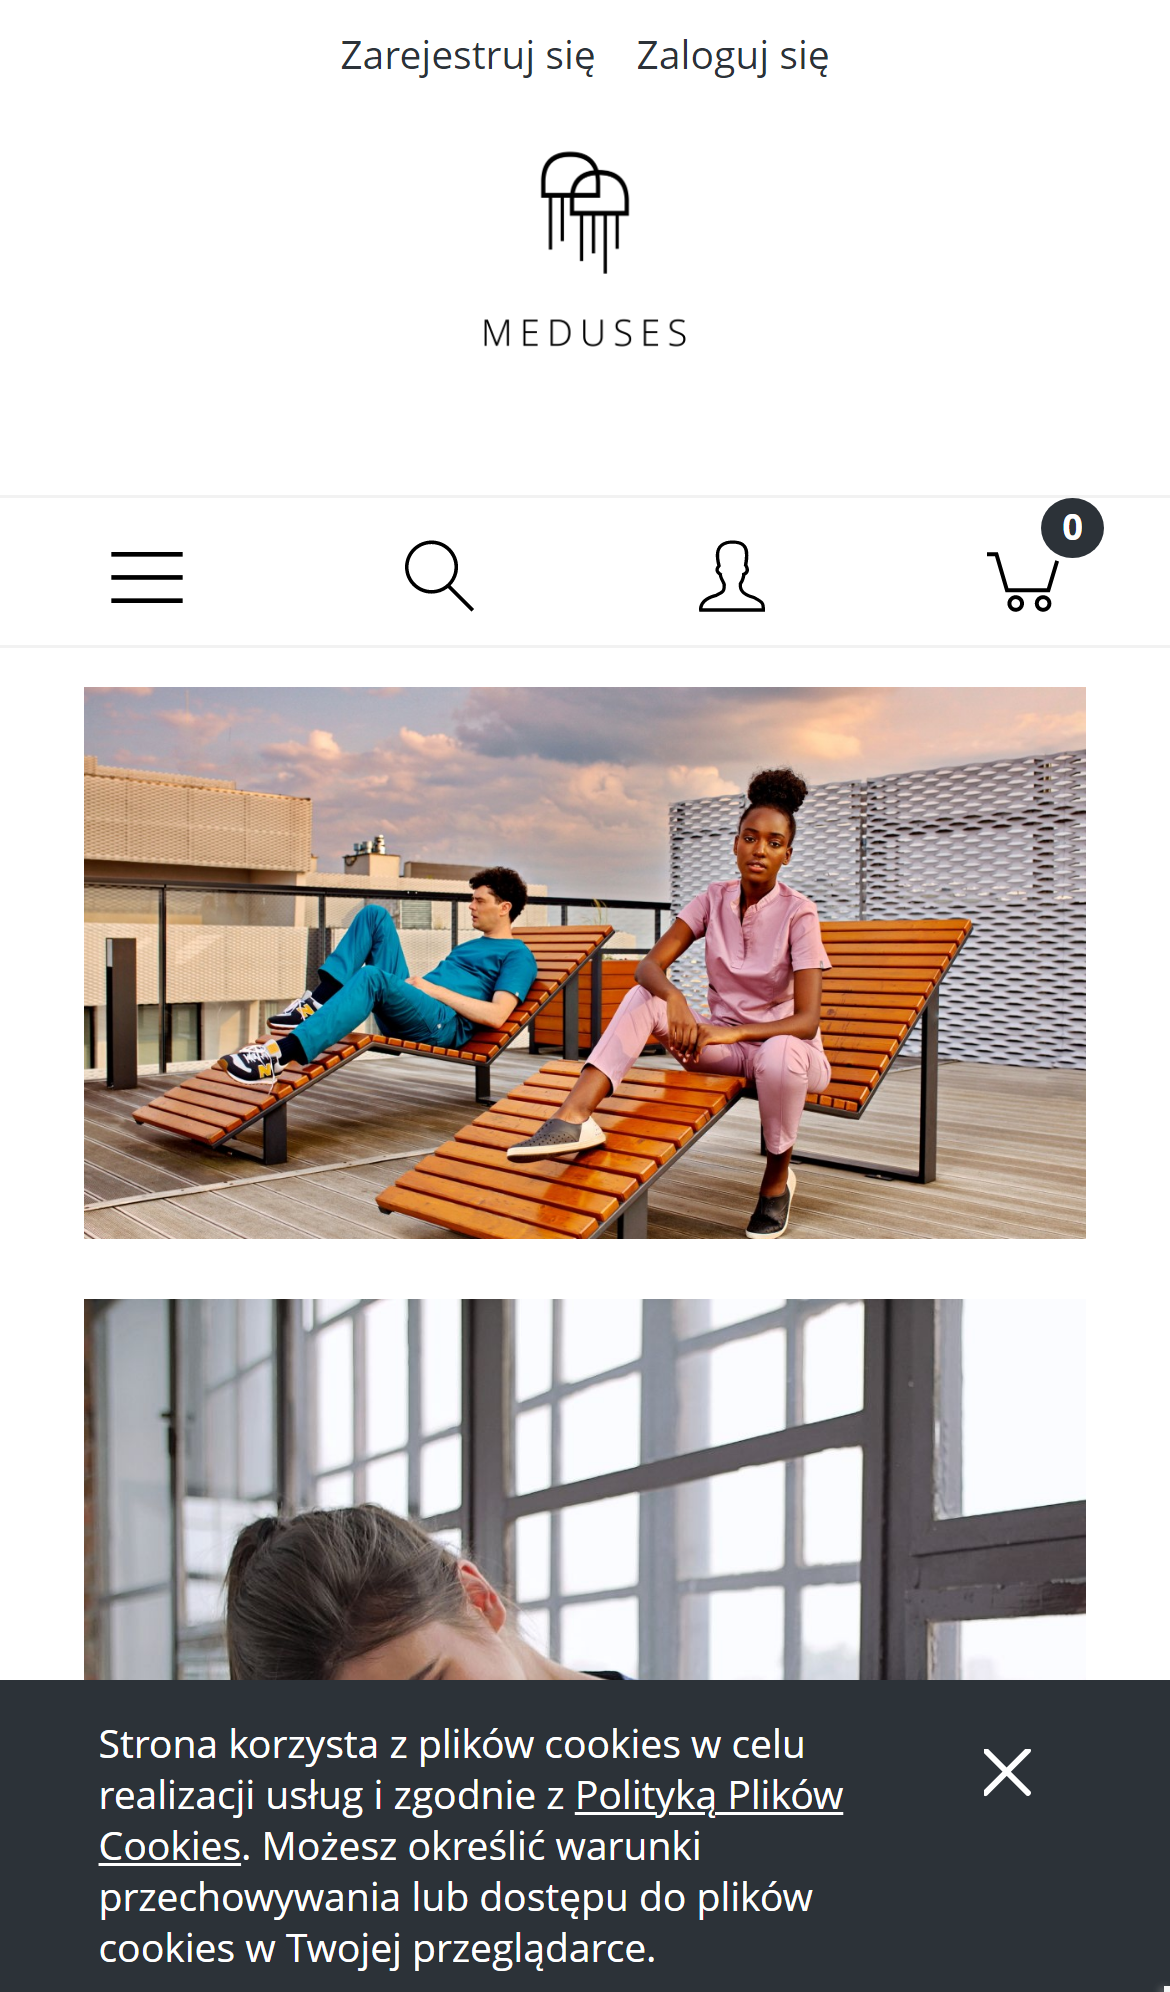 Zarejestruj się Zaloguj się
MEDUSES
0
Strona korzysta z plików cookies w celu
realizacji usług i zgodnie z Polityką Plików
Cookies. Możesz określić warunki
przechowywania lub dostępu do plików
cookies w Twojej przeglądarce.